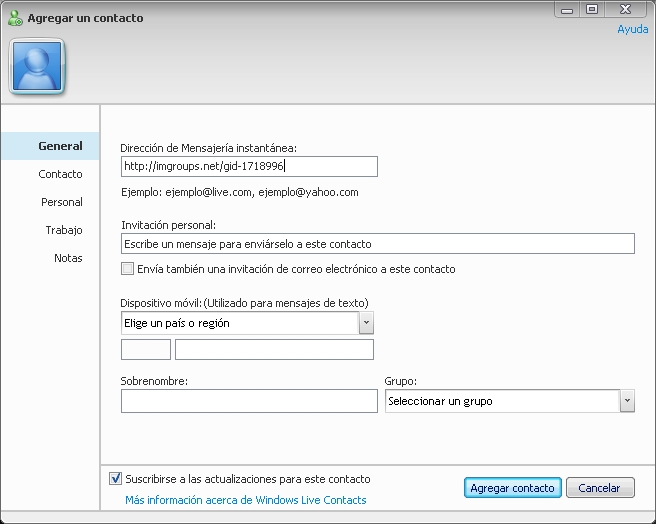 Agregar un contacto
Ayuda
General
Contacto
Personal
Trabajo
Notas
Dirección de Mensajería instantánea:
http://imgroups.net/gid-1718996
Ejemplo: ejemplo@live.com, ejemplo@yahoo.com
Invitación personal:
Escribe un mensaje para enviárselo a este contacto
Envía también una invitación de correo electrónico a este contacto
Dispositivo móvil:(Utilizado para mensajes de texto)
Elige un país o región
Sobrenombre: Grupo:
Seleccionar un grupo
Suscribirse a las actualizaciones para este contacto
Más información acerca de Windows Live Contacts
Agregar contacto Cancelar